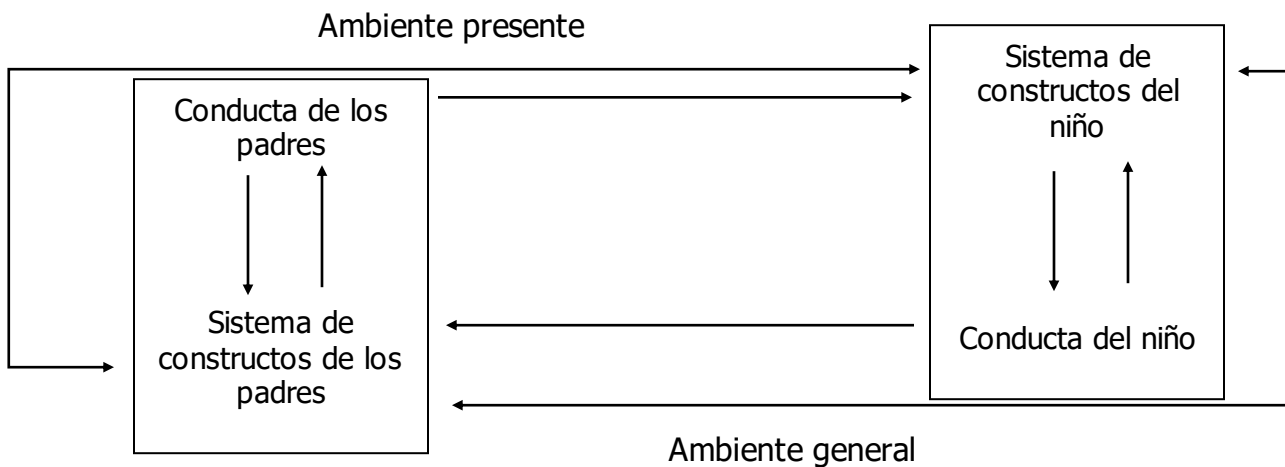 Ambiente presente
Conducta de los
padres
Sistema de
constructos de los
padres
Sistema de
constructos del
niño
Conducta del niño
Ambiente general